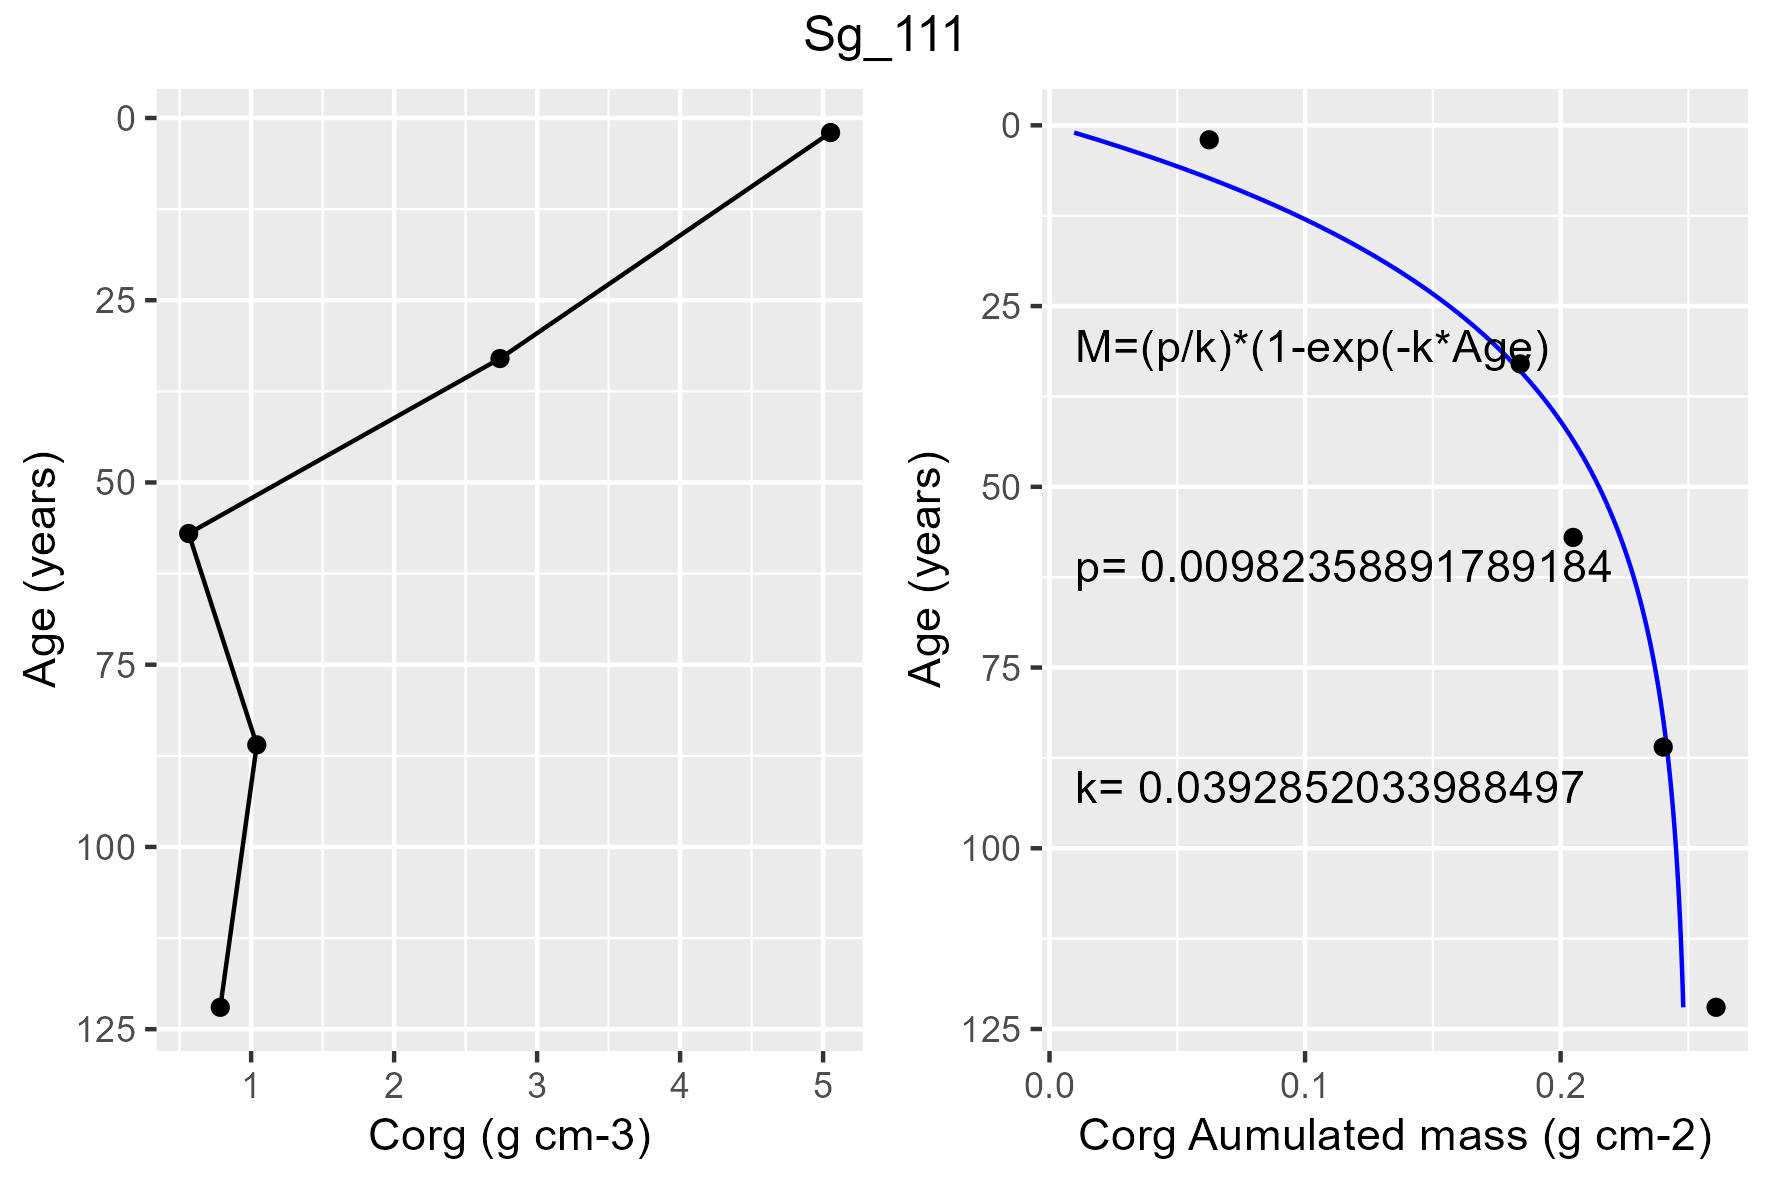 Sg_111
0
25
50
75
100
125
Age (years)
1
2
3
4
5
Corg (g cm-3)
0
25
50
75
100
125
Age (years)
M=(p/k)*(1-exp(-k*Age)
p= 0.00982358891789184
k= 0.0392852033988497
0.0
0.1
0.2
Corg Aumulated mass (g cm-2)